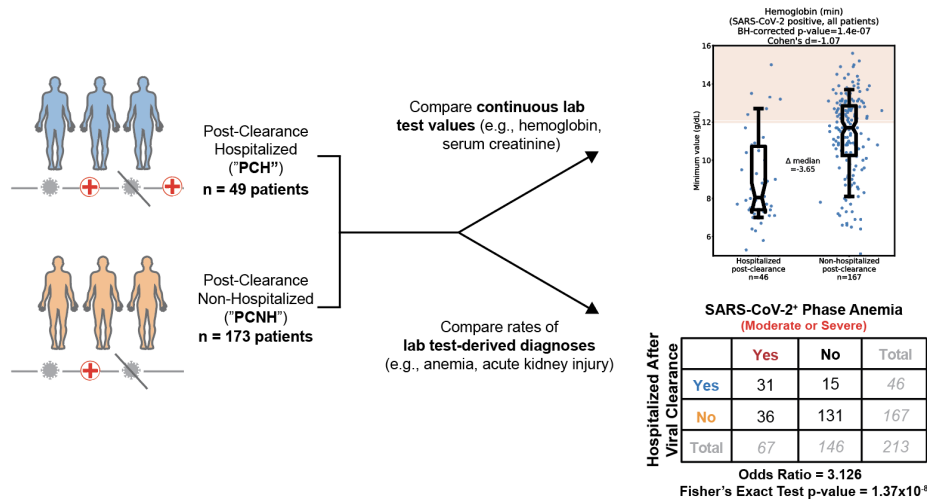 Post-Clearance
Hospitalized
("PCH")
n = 49 patients
Post-Clearance
Non-Hospitalized
("PCNH")
n = 173 patients
Compare continuous lab
test values (e.g., hemoglobin,
serum creatinine)
Compare rates of
lab test-derived diagnoses
(e.g., anemia, acute kidney injury)
Hemoglobin (min)
(SARS-CoV-2 positive, all patients)
BH-corrected p-value=1.4e-07
Cohen's d=-1.07
16
14
12
10
8
6
Minimum value (g/dL)
Δ median
=-3.65
Hospitalized
post-clearance
n=46
Non-hospitalized
post-clearance
n=167
SARS-CoV-2⁺ Phase Anemia
(Moderate or Severe)
Hospitalized After
Viral Clearance
Yes No Total
Yes 31 15 46
No 36 131 167
Total 67 146 213
Odds Ratio = 3.126
Fisher's Exact Test p-value = 1.37x10⁻⁸